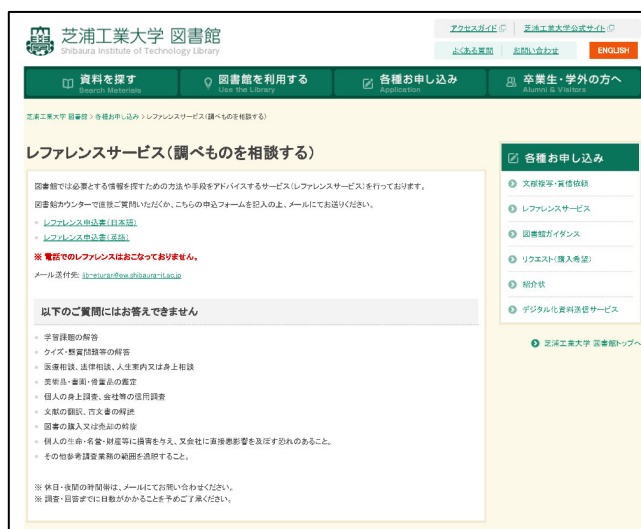 芝浦工業大学 図書館
Shibaura Institute of Technology Library
アクセスガイド
芝浦工業大学公式サイト
よくある質問
お問い合わせ
ENGLISH
資料を探す
Search Materials
図書館を利用する
Use the Library
各種お申し込み
Application
卒業生・学外の方へ
Alumni & Visitors
芝浦工業大学 図書館 > 各種お申し込み > レファレンスサービス(調べものを相談する)
レファレンスサービス(調べものを相談する)
図書館では必要とする情報を探すための方法や手段をアドバイスするサービス(レファレンスサービス)を行っております。
図書館カウンターで直接ご質問いただくか、こちらの申込フォームを記入の上、メールにてお送りください。
レファレンス申込書(日本語)
レファレンス申込書(英語)
※ 電話でのレファレンスはおこなっておりません。
メール送付先:
以下のご質問にはお答えできません
学習課題の解答
クイズ・懸賞問題等の解答
医療相談、法律相談、人生案内又は身上相談
美術品・書画・骨董品の鑑定
個人の身上調査、会社等の信用調査
文献の翻訳、古文書の解読
図書の購入又は売却の斡旋
個人の生命・名誉・財産等に損害を与え、又会社に直接悪影響を及ぼす恐れのあること。
その他参考調査業務の範囲を逸脱すること。
※ 休日・夜間の時間帯は、メールにてお問い合わせください。
※ 調査・回答までに日数がかかることを予めご了承ください。
各種お申し込み
文献複写・貸借依頼
レファレンスサービス
図書館ガイダンス
リクエスト(購入希望)
紹介状
デジタル化資料送信サービス
芝浦工業大学 図書館トップへ